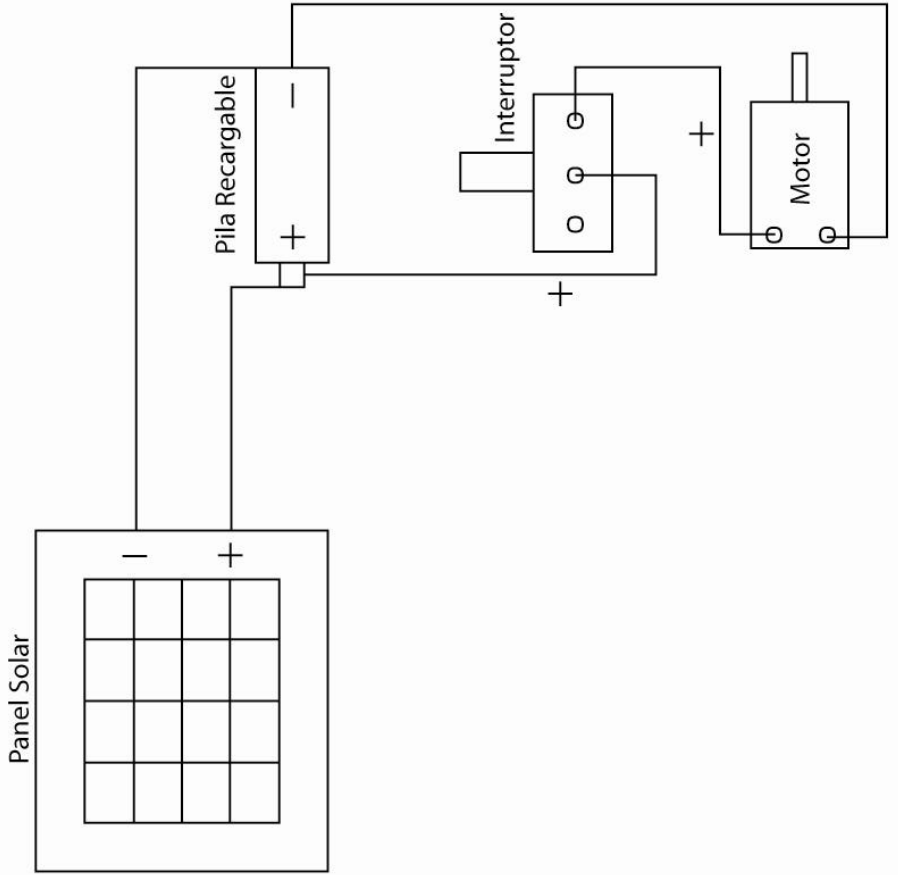 Panel Solar
−
+
Pila Recargable
+
−
Interruptor
+
+
Motor